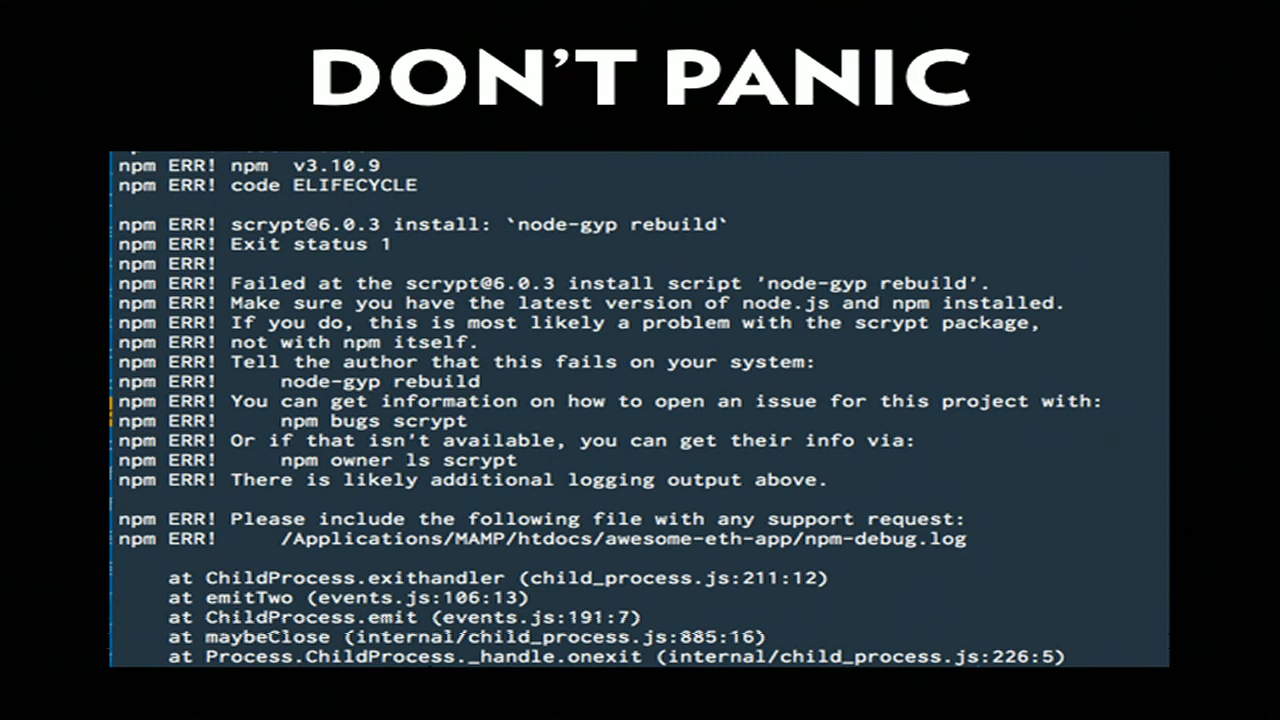 DON'T PANIC
npm ERR! npm  v3.10.9
npm ERR! code ELIFECYCLE
npm ERR! scrypt@6.0.3 install: `node-gyp rebuild`
npm ERR! Exit status 1
npm ERR!
npm ERR! Failed at the scrypt@6.0.3 install script 'node-gyp rebuild'.
npm ERR! Make sure you have the latest version of node.js and npm installed.
npm ERR! If you do, this is most likely a problem with the scrypt package,
npm ERR! not with npm itself.
npm ERR! Tell the author that this fails on your system:
npm ERR!     node-gyp rebuild
npm ERR! You can get information on how to open an issue for this project with:
npm ERR!     npm bugs scrypt
npm ERR! Or if that isn't available, you can get their info via:
npm ERR!     npm owner ls scrypt
npm ERR! There is likely additional logging output above.
npm ERR! Please include the following file with any support request:
npm ERR!     /Applications/MAMP/htdocs/awesome-eth-app/npm-debug.log
    at ChildProcess.exithandler (child_process.js:211:12)
    at emitTwo (events.js:106:13)
    at ChildProcess.emit (events.js:191:7)
    at maybeClose (internal/child_process.js:885:16)
    at Process.ChildProcess._handle.onexit (internal/child_process.js:226:5)